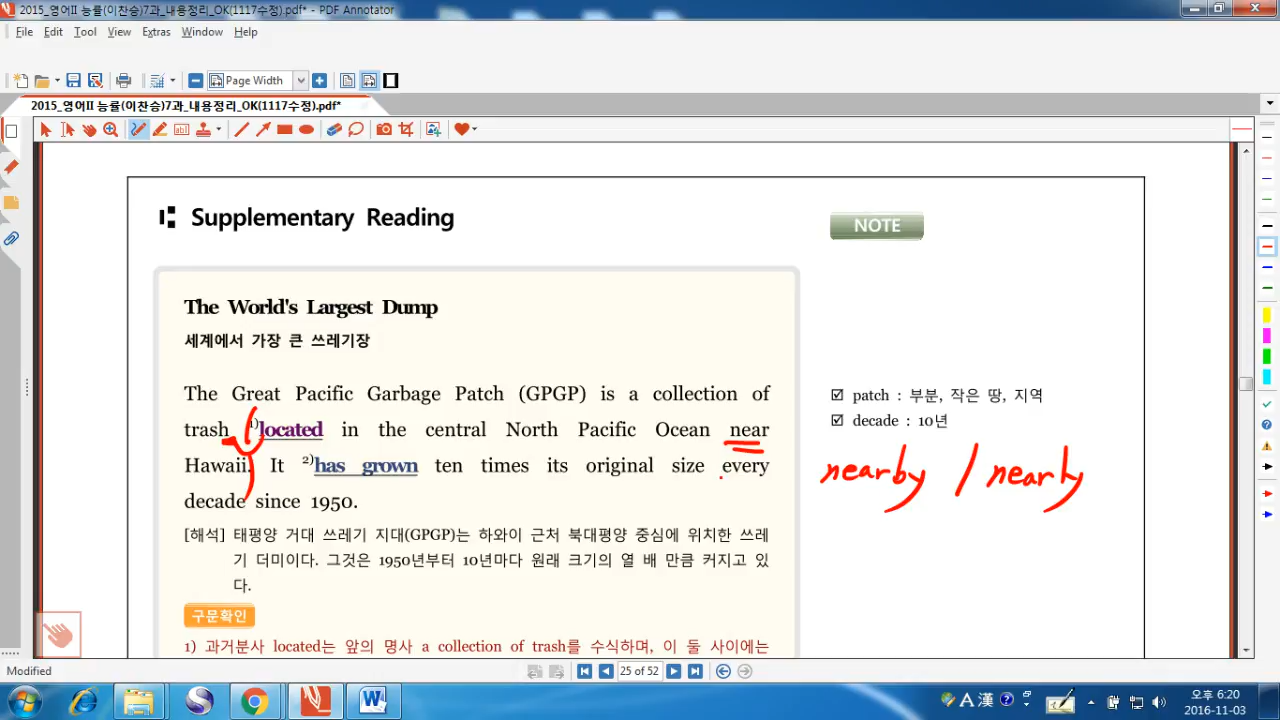 2015_영어II 능률(이찬승)7과_내용정리_OK(1117수정).pdf* - PDF Annotator
File Edit Tool View Extras Window Help
Page Width
2015_영어II 능률(이찬승)7과_내용정리_OK(1117수정).pdf*
Supplementary Reading
NOTE
The World's Largest Dump
세계에서 가장 큰 쓰레기장
The Great Pacific Garbage Patch (GPGP) is a collection of
trash 1)located in the central North Pacific Ocean near
Hawaii. It 2)has grown ten times its original size every
decade since 1950.
☑ patch : 부분, 작은 땅, 지역
☑ decade : 10년
nearby / nearly
[해석] 태평양 거대 쓰레기 지대(GPGP)는 하와이 근처 북대평양 중심에 위치한 쓰레
기 더미이다. 그것은 1950년부터 10년마다 원래 크기의 열 배 만큼 커지고 있
다.
구문확인
1) 과거분사 located는 앞의 명사 a collection of trash를 수식하며, 이 둘 사이에는
Modified
25 of 52
A 漢
오후 6:20
2016-11-03